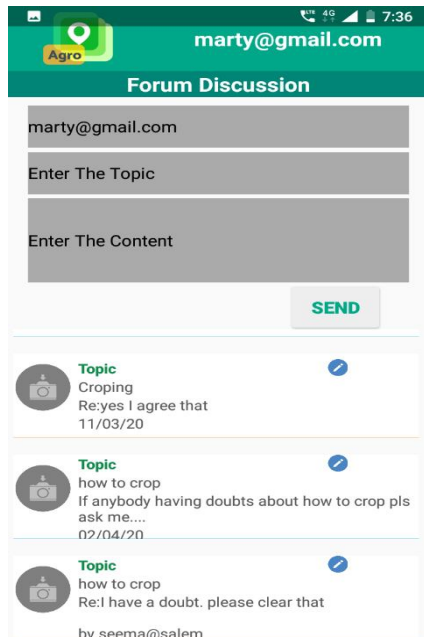 4G 7:36
Agro
marty@gmail.com
Forum Discussion
marty@gmail.com
Enter The Topic
Enter The Content
SEND
Topic
Croping
Re:yes I agree that
11/03/20
Topic
how to crop
If anybody having doubts about how to crop pls
ask me....
02/04/20
Topic
how to crop
Re:I have a doubt. please clear that
by seema@salem